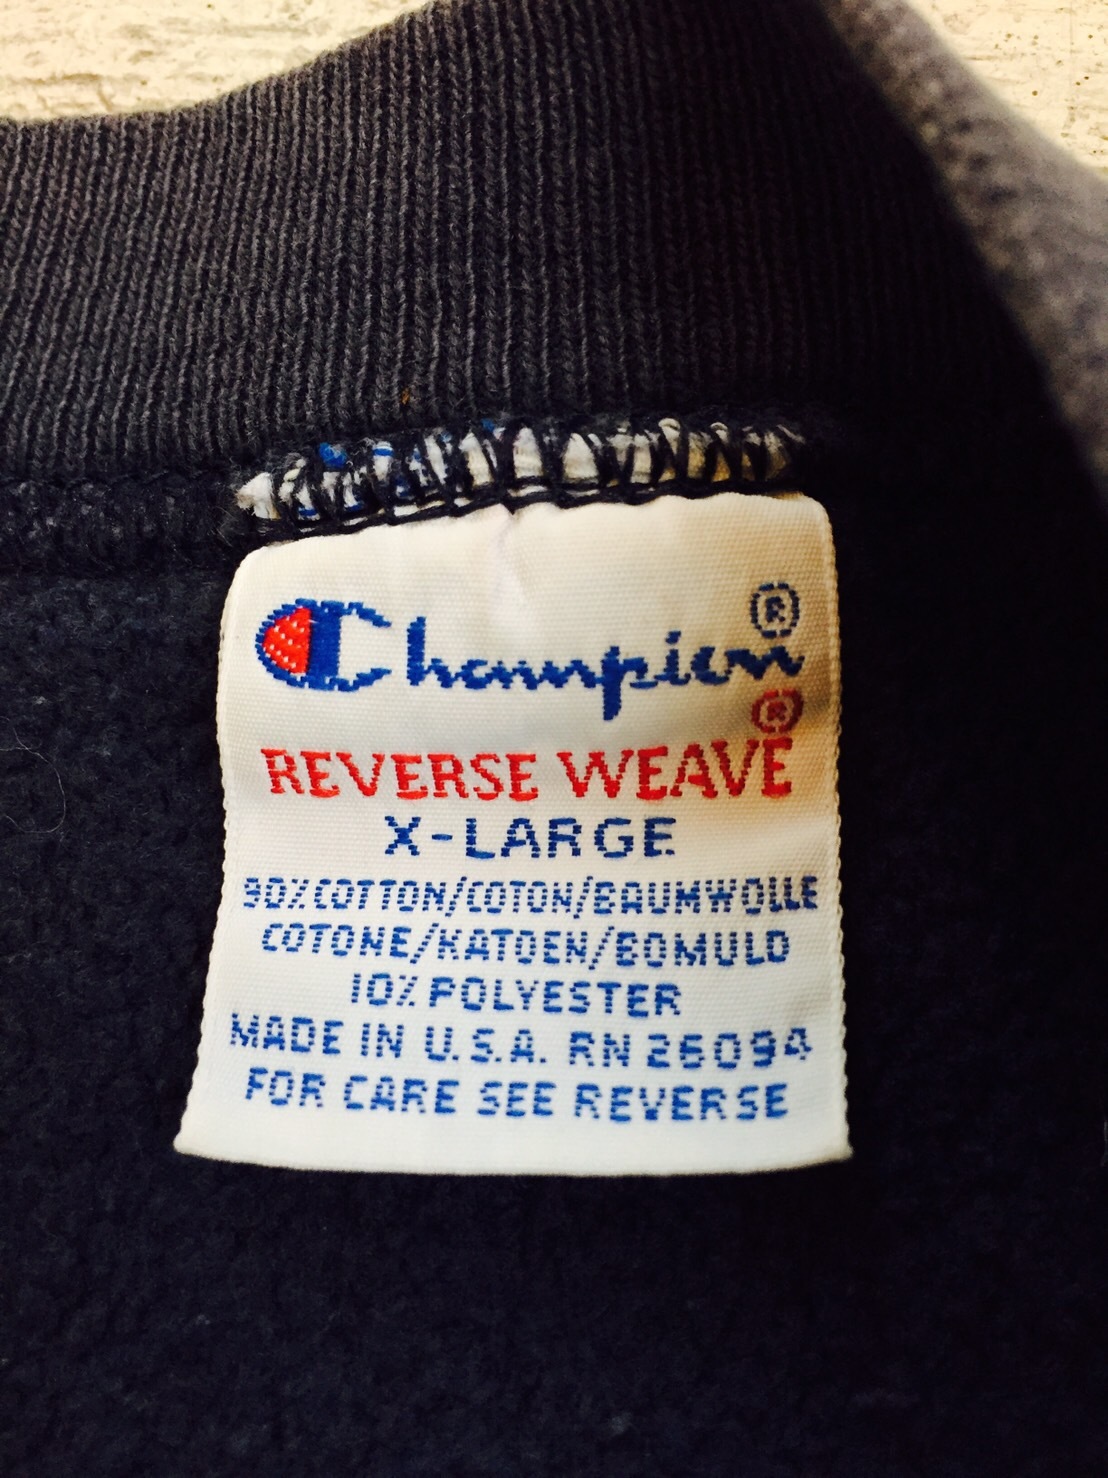 Champion®
REVERSE WEAVE®
X-LARGE
90% COTTON/COTON/BAUMWOLLE
COTONE/KATOEN/BOMULD
10% POLYESTER
MADE IN U.S.A. RN 26094
FOR CARE SEE REVERSE